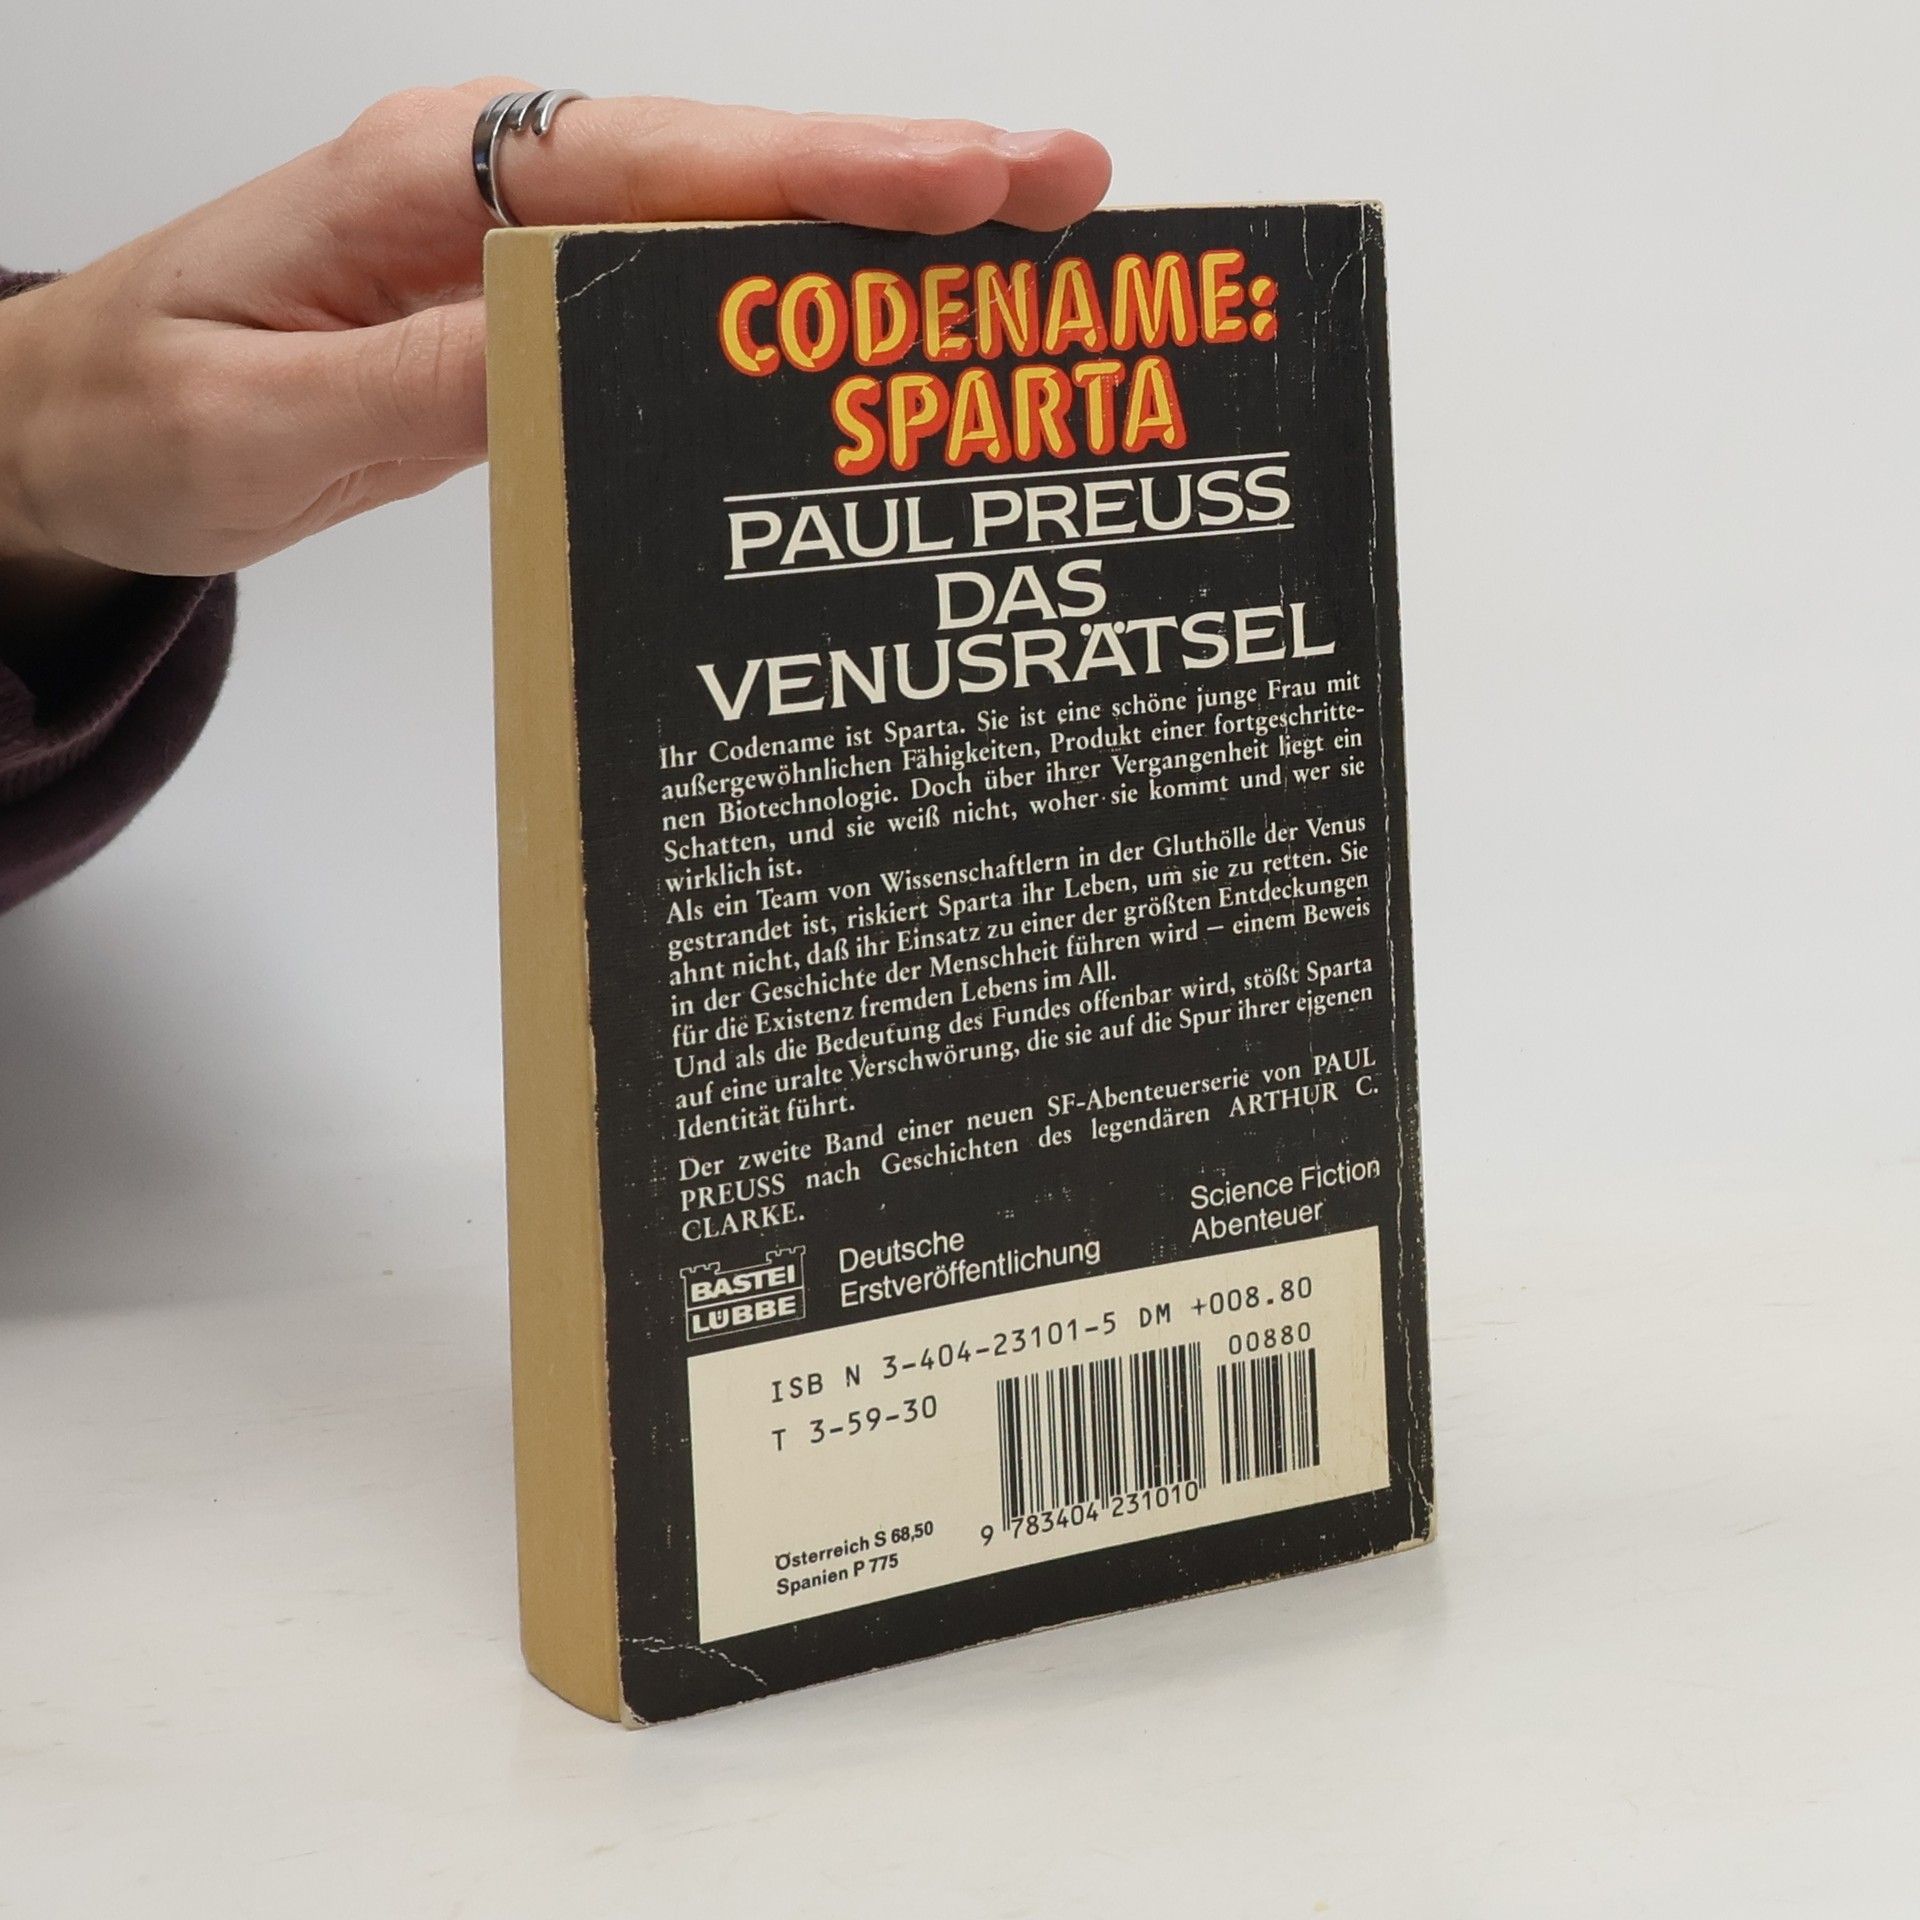 CODENAME:
SPARTA
PAUL PREUSS
DAS
VENUSRÄTSEL
Ihr Codename ist Sparta. Sie ist eine schöne junge Frau mit
außergewöhnlichen Fähigkeiten, Produkt einer fortgeschritte-
nen Biotechnologie. Doch über ihrer Vergangenheit liegt ein
Schatten, und sie weiß nicht, woher sie kommt und wer sie
wirklich ist.
Als ein Team von Wissenschaftlern in der Gluthölle der Venus
gestrandet ist, riskiert Sparta ihr Leben, um sie zu retten. Sie
ahnt nicht, daß ihr Einsatz zu einer der größten Entdeckungen
in der Geschichte der Menschheit führen wird – einem Beweis
für die Existenz fremden Lebens im All.
Und als die Bedeutung des Fundes offenbar wird, stößt Sparta
auf eine uralte Verschwörung, die sie auf die Spur ihrer eigenen
Identität führt.
Der zweite Band einer neuen SF-Abenteuerserie von PAUL
PREUSS nach Geschichten des legendären ARTHUR C.
CLARKE.
BASTEI
LÜBBE
Deutsche
Erstveröffentlichung
Science Fiction
Abenteuer
ISB N 3-404-23101-5 DM +008.80
T 3-59-30
00880
9 783404 231010
Österreich S 68,50
Spanien P 775